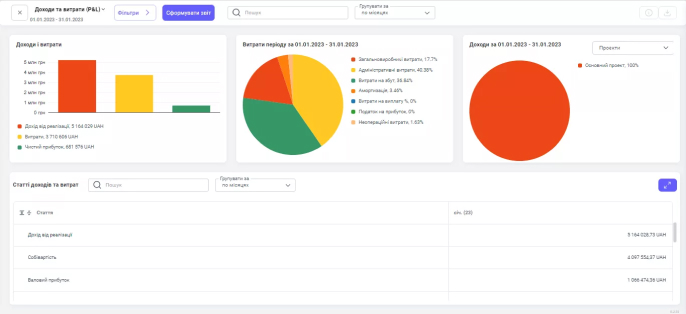 Доходи та витрати (P&L)
01.01.2023 - 31.01.2023
Фільтри
Сформувати звіт
Пошук
Групувати за
по місяцях
Доходи і витрати
5 млн грн
4 млн грн
3 млн грн
2 млн грн
1 млн грн
0 грн
Дохід від реалізації, 5 164 029 UAH
Витрати, 3 710 606 UAH
Чистий прибуток, 681 576 UAH
Витрати періоду за 01.01.2023 - 31.01.2023
Загальновиробничі витрати, 17.7%
Адміністративні витрати, 40.38%
Витрати на збут, 36.84%
Амортизація, 3.46%
Витрати на виплату %, 0%
Податок на прибуток, 0%
Неопераційні витрати, 1.63%
Доходи за 01.01.2023 - 31.01.2023
Проєкти
Основний проект, 100%
Статті доходів та витрат
Пошук
Групувати за
по місяцях
Стаття
січ. (23)
Дохід від реалізації
5 164 028,73 UAH
Собівартість
4 097 554,37 UAH
Валовий прибуток
1 066 474,36 UAH